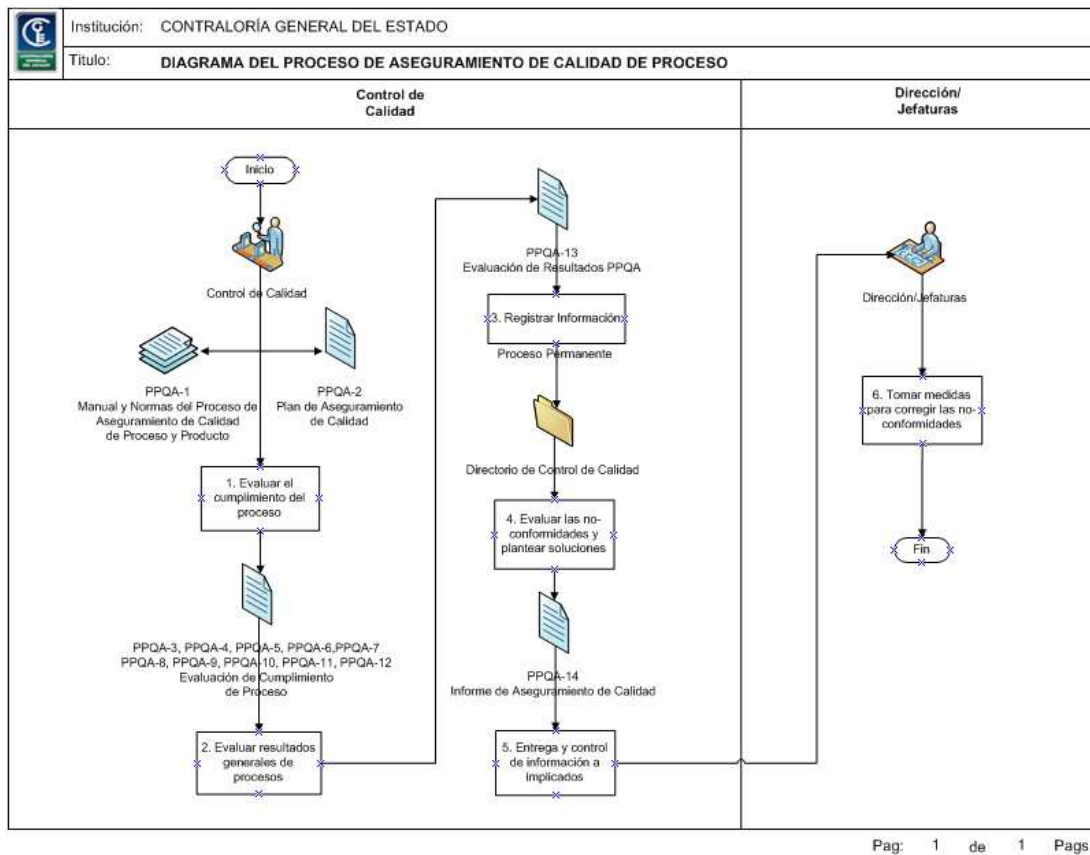 Institución: CONTRALORÍA GENERAL DEL ESTADO
Título: DIAGRAMA DEL PROCESO DE ASEGURAMIENTO DE CALIDAD DE PROCESO
Control de
Calidad
Dirección/
Jefaturas
Inicio
Control de Calidad
PPQA-1
Manual y Normas del Proceso de
Aseguramiento de Calidad
de Proceso y Producto
PPQA-2
Plan de Aseguramiento
de Calidad
1. Evaluar el
cumplimiento del
proceso
PPQA-3, PPQA-4, PPQA-5, PPQA-6,PPQA-7
PPQA-8, PPQA-9, PPQA-10, PPQA-11, PPQA-12
Evaluación de Cumplimiento
de Proceso
2. Evaluar resultados
generales de
procesos
PPQA-13
Evaluación de Resultados PPQA
3. Registrar Información
Proceso Permanente
Directorio de Control de Calidad
4. Evaluar las no-
conformidades y
plantear soluciones
PPQA-14
Informe de Aseguramiento de Calidad
5. Entrega y control
de información a
implicados
Dirección/Jefaturas
6. Tomar medidas
para corregir las no-
conformidades
Fin
Pag: 1 de 1 Pags